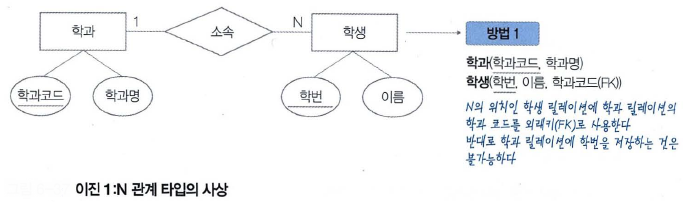 학과
1
소속
N
학생
방법 1
학과코드
학과명
학번
이름
학과(학과코드, 학과명)
학생(학번, 이름, 학과코드(FK))
N의 위치인 학생 릴레이션에 학과 릴레이션의
학과 코드를 외래키(FK)로 사용한다
반대로 학과 릴레이션에 학번을 저장하는 건은
불가능하다
이진 1:N 관계 타입의 사상